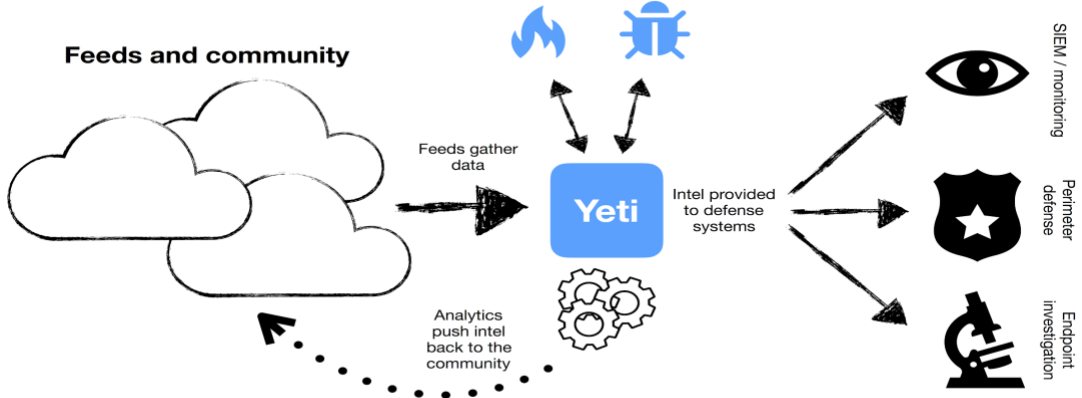 Feeds and community
Feeds gather
data
Yeti
Intel provided
to defense
systems
Analytics
push intel
back to the
community
SIEM / monitoring
Perimeter
defense
Endpoint
investigation